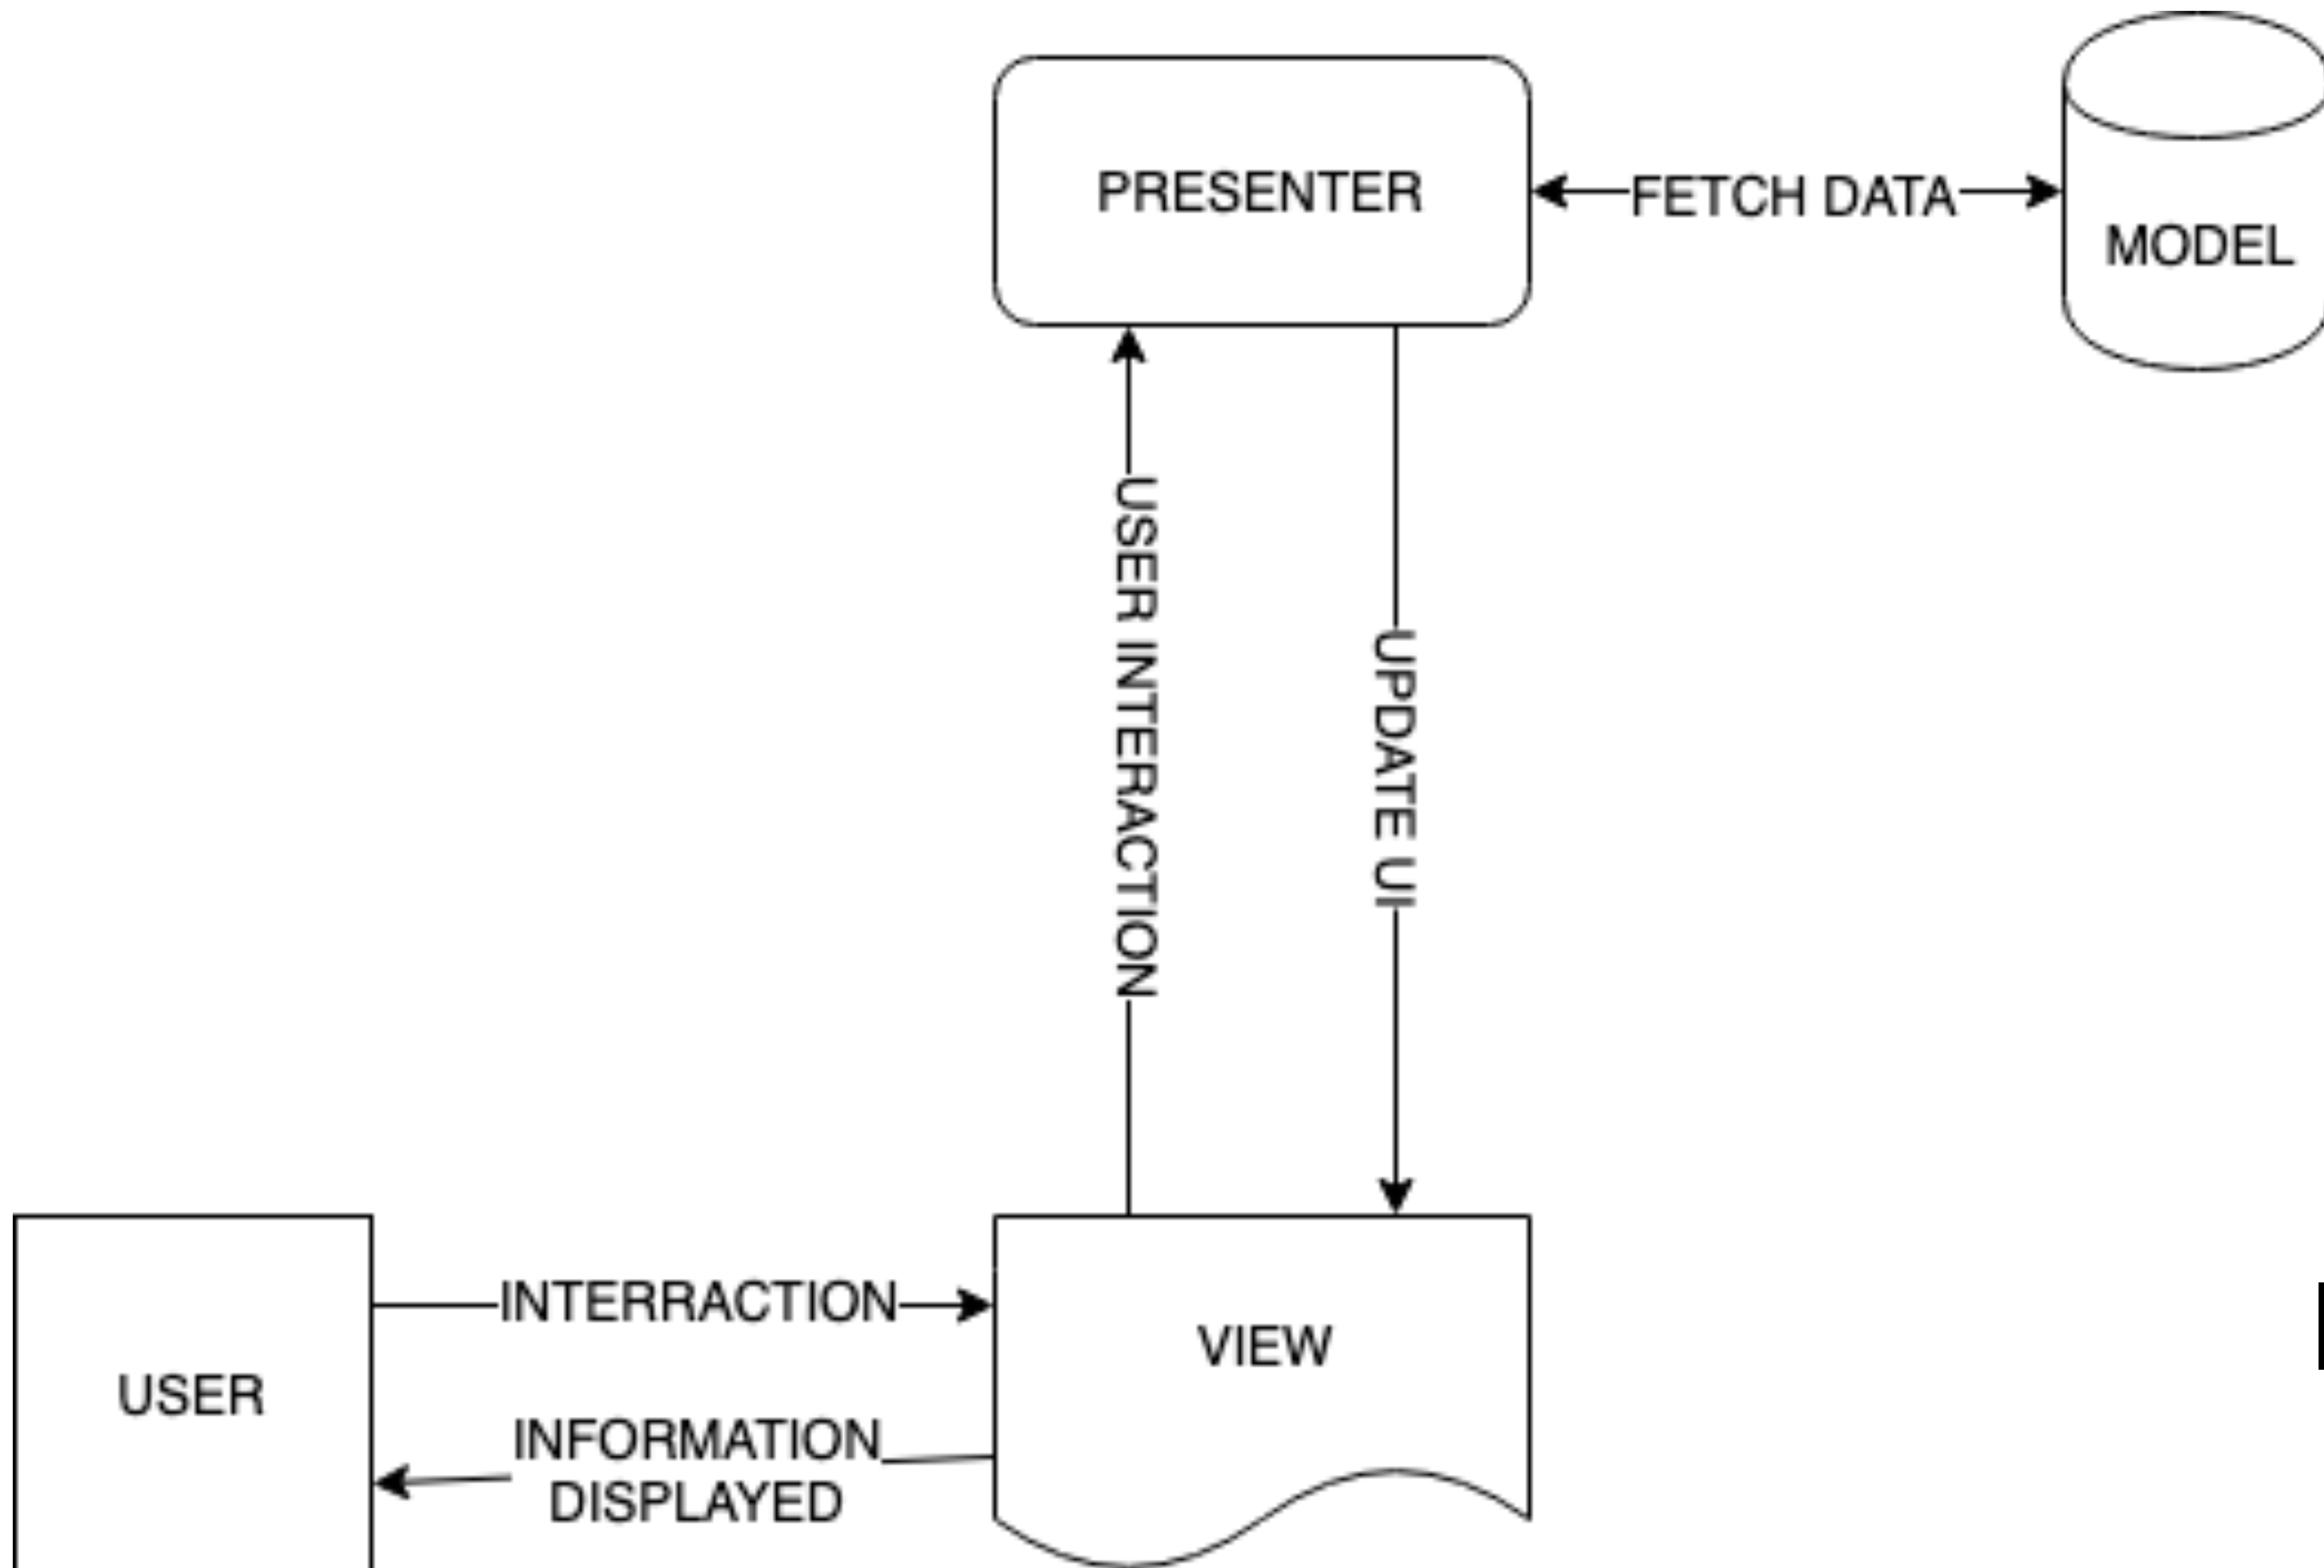 PRESENTER
FETCH DATA
MODEL
USER INTERACTION
UPDATE UI
USER
INTERRACTION
INFORMATION
DISPLAYED
VIEW